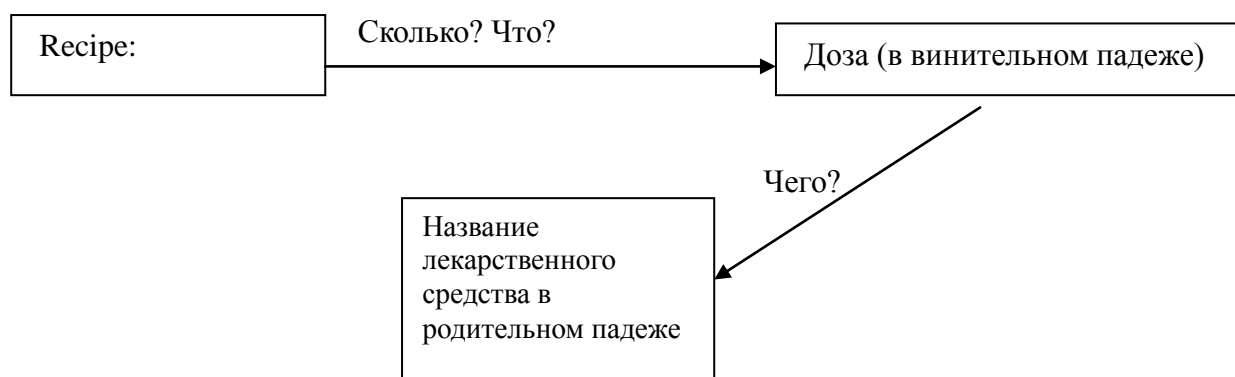 Recipe:
Сколько? Что?
Доза (в винительном падеже)
Чего?
Название
лекарственного
средства в
родительном падеже